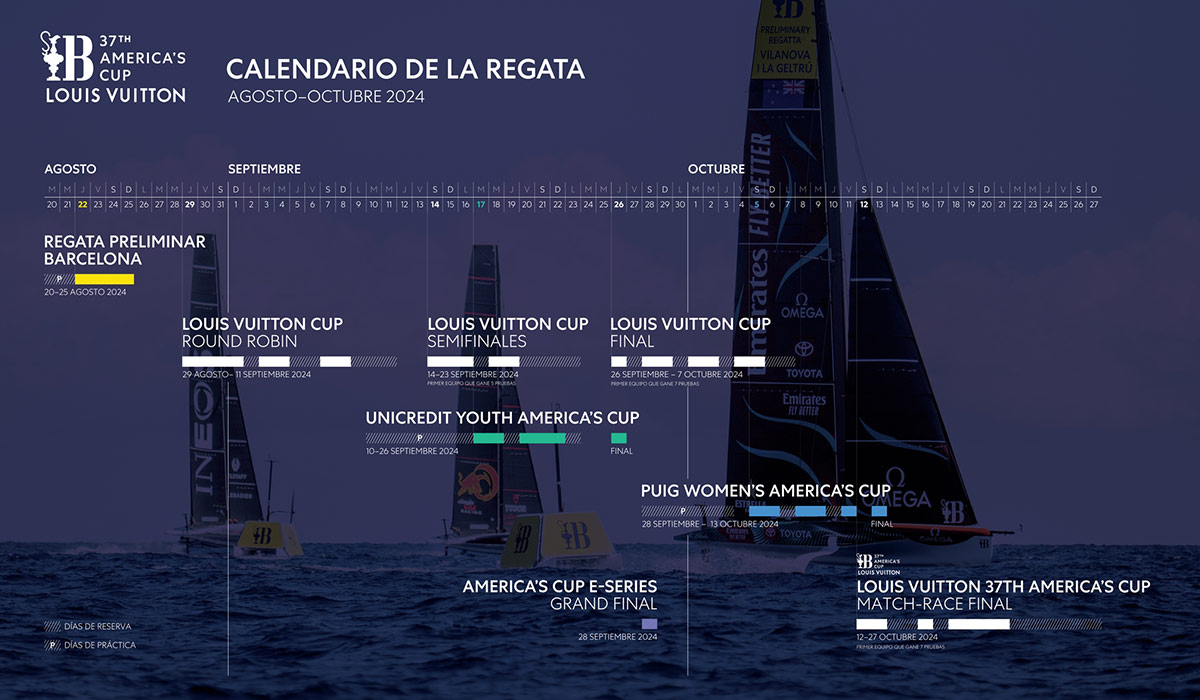 37TH
AMERICA'S
CUP
LOUIS VUITTON
CALENDARIO DE LA REGATA
AGOSTO–OCTUBRE 2024
PRELIMINARY
REGATTA
VILANOVA
I LA GELTRÚ
AGOSTO SEPTIEMBRE OCTUBRE
M M J V S D L M M J V S D L M M J V S D L M M J V S D L M M J V S D L M M J V S D L M M J V S D L M M J V S D L M M J V S D L M M J V S D
20 21 22 23 24 25 26 27 28 29 30 31 1 2 3 4 5 6 7 8 9 10 11 12 13 14 15 16 17 18 19 20 21 22 23 24 25 26 27 28 29 30 1 2 3 4 5 6 7 8 9 10 11 12 13 14 15 16 17 18 19 20 21 22 23 24 25 26 27
REGATA PRELIMINAR
BARCELONA
P
20–25 AGOSTO 2024
LOUIS VUITTON CUP
ROUND ROBIN
29 AGOSTO– 11 SEPTIEMBRE 2024
LOUIS VUITTON CUP
SEMIFINALES
14–23 SEPTIEMBRE 2024
PRIMER EQUIPO QUE GANE 5 PRUEBAS
LOUIS VUITTON CUP
FINAL
26 SEPTIEMBRE – 7 OCTUBRE 2024
PRIMER EQUIPO QUE GANE 7 PRUEBAS
Emirates FLY BETTER
OMEGA
TOYOTA
Emirates
FLY BETTER
UNICREDIT YOUTH AMERICA'S CUP
P
10–26 SEPTIEMBRE 2024
FINAL
INEOS
PUIG WOMEN'S AMERICA'S CUP
P
28 SEPTIEMBRE – 13 OCTUBRE 2024
FINAL
OMEGA
TOYOTA
AMERICA'S CUP E-SERIES
GRAND FINAL
28 SEPTIEMBRE 2024
37TH
AMERICA'S
CUP
LOUIS VUITTON
LOUIS VUITTON 37TH AMERICA'S CUP
MATCH-RACE FINAL
12–27 OCTUBRE 2024
PRIMER EQUIPO QUE GANE 7 PRUEBAS
DÍAS DE RESERVA
P DÍAS DE PRÁCTICA